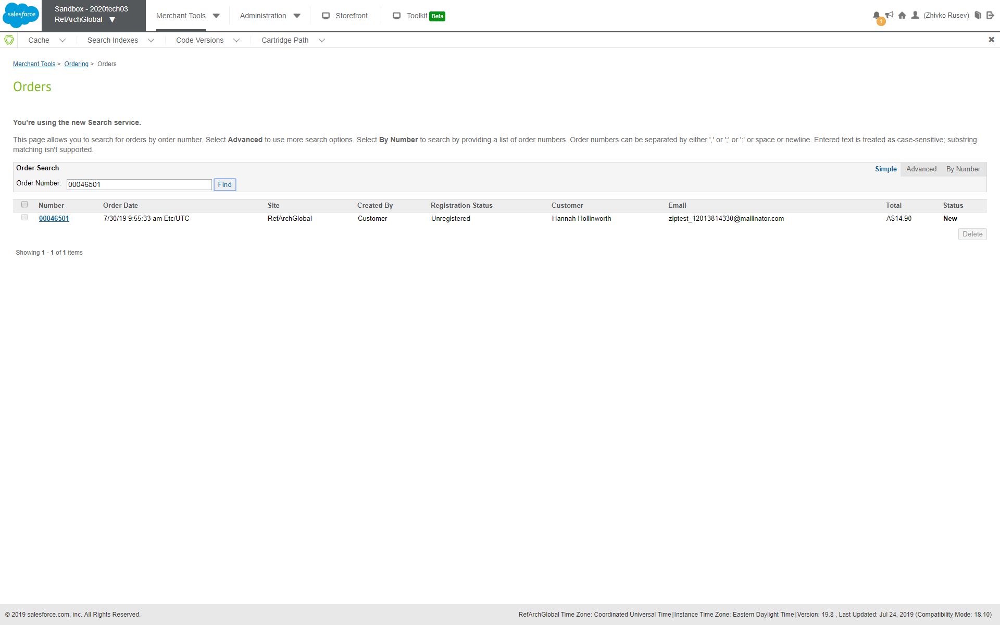 salesforce
Sandbox - 2020tech03
RefArchGlobal ▼
Merchant Tools
Administration
Storefront
Toolkit Beta
1
(Zhivko Rusev)
Cache
Search Indexes
Code Versions
Cartridge Path
Merchant Tools > Ordering > Orders
Orders
You're using the new Search service.
This page allows you to search for orders by order number. Select Advanced to use more search options. Select By Number to search by providing a list of order numbers. Order numbers can be separated by either ',' or ';' or ':' or space or newline. Entered text is treated as case-sensitive; substring
matching isn't supported.
Order Search
Simple Advanced By Number
Order Number: 00046501 Find
Number Order Date Site Created By Registration Status Customer Email Total Status
00046501 7/30/19 9:55:33 am Etc/UTC RefArchGlobal Customer Unregistered Hannah Hollinworth ziptest_12013814330@mailinator.com A$14.90 New
Delete
Showing 1 - 1 of 1 items
© 2019 salesforce.com, inc. All Rights Reserved.
RefArchGlobal Time Zone: Coordinated Universal Time|Instance Time Zone: Eastern Daylight Time|Version: 19.8 , Last Updated: Jul 24, 2019 (Compatibility Mode: 18.10)